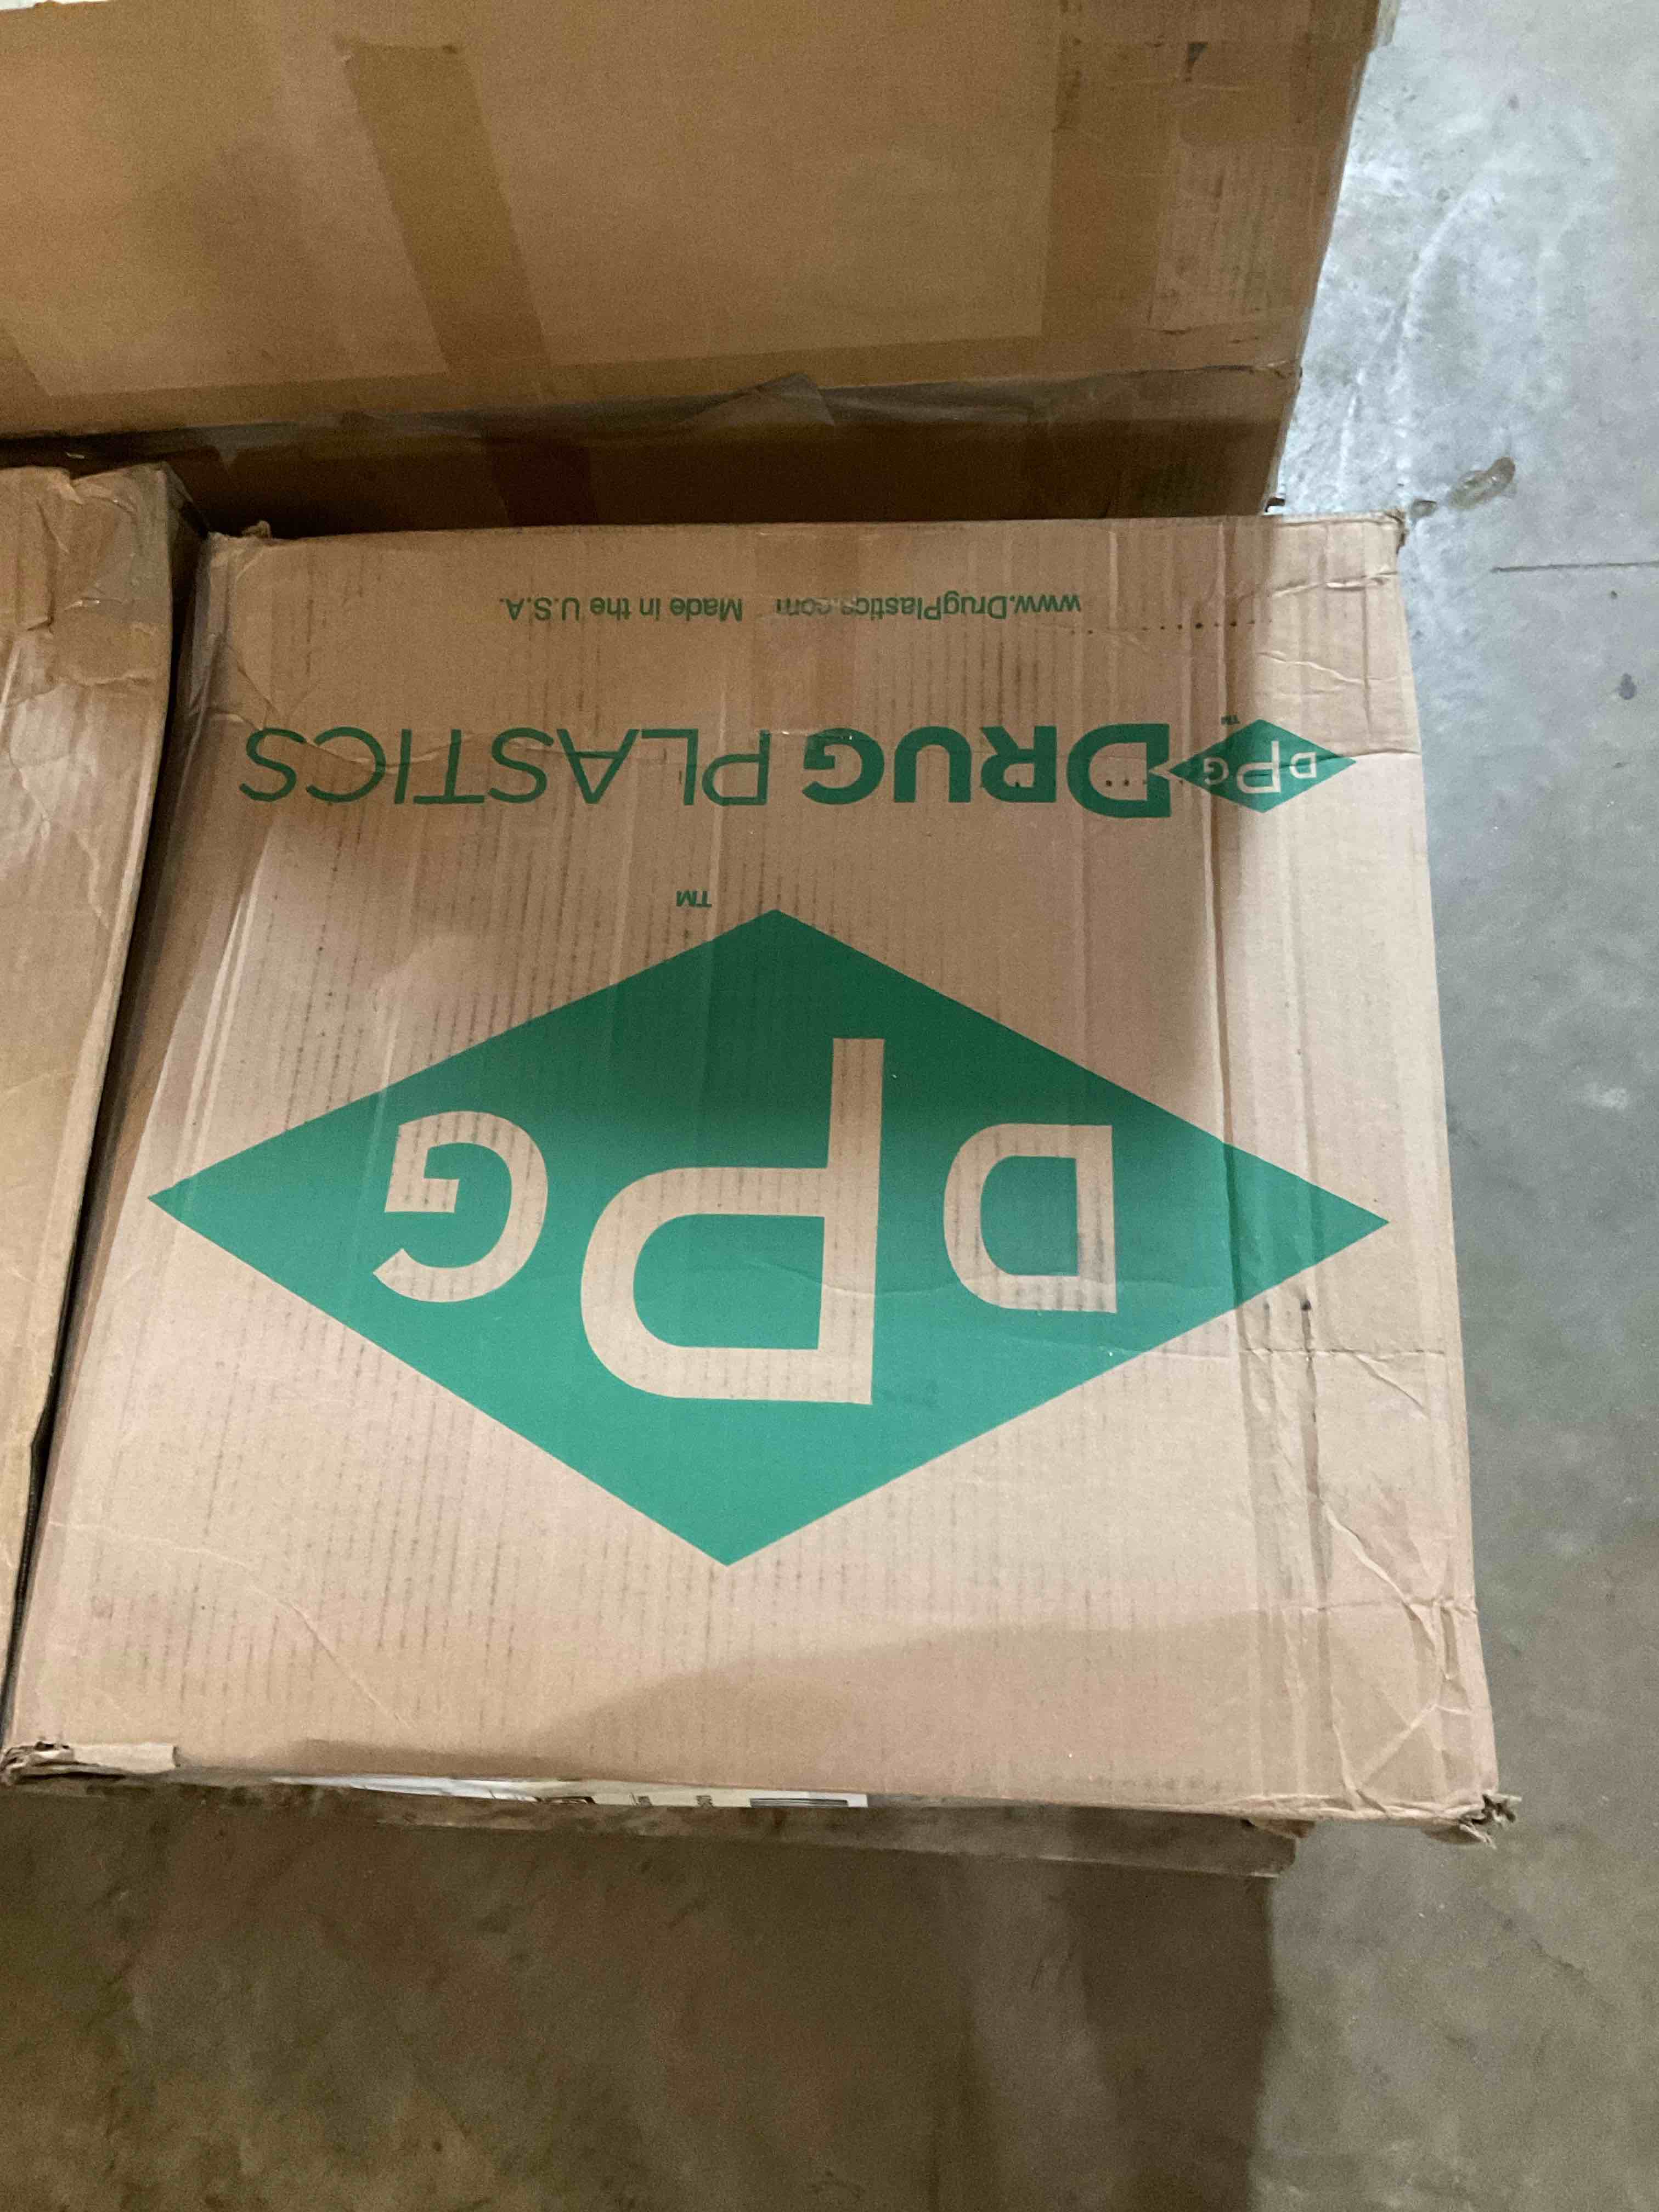 DPG
TM
DPG DRUG PLASTICS
TM
www.DrugPlastics.com Made in the U.S.A.